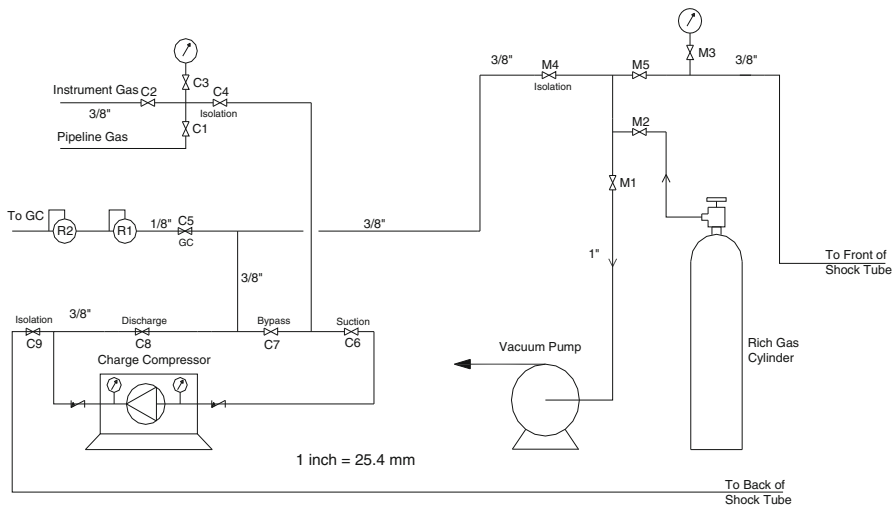 M3
3/8"
M4
M5
3/8"
Isolation
C3
C4
Instrument Gas
C2
3/8"
Isolation
C1
Pipeline Gas
M2
M1
To GC
R2
R1
1/8"
C5
GC
3/8"
1"
To Front of
Shock Tube
3/8"
Isolation
3/8"
Discharge
Bypass
Suction
C9
C8
C7
C6
Charge Compressor
Vacuum Pump
Rich Gas
Cylinder
1 inch = 25.4 mm
To Back of
Shock Tube